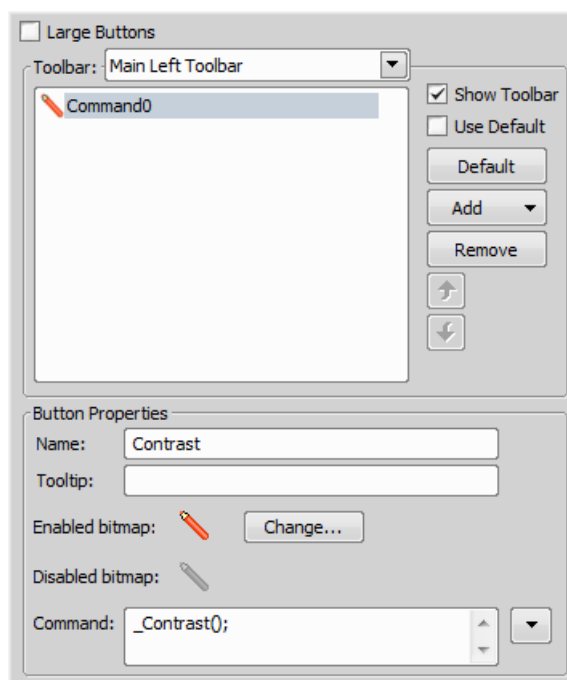 Large Buttons
Toolbar: Main Left Toolbar
Command0
Show Toolbar
Use Default
Default
Add
Remove
Button Properties
Name: Contrast
Tooltip:
Enabled bitmap: Change...
Disabled bitmap:
Command: _Contrast();